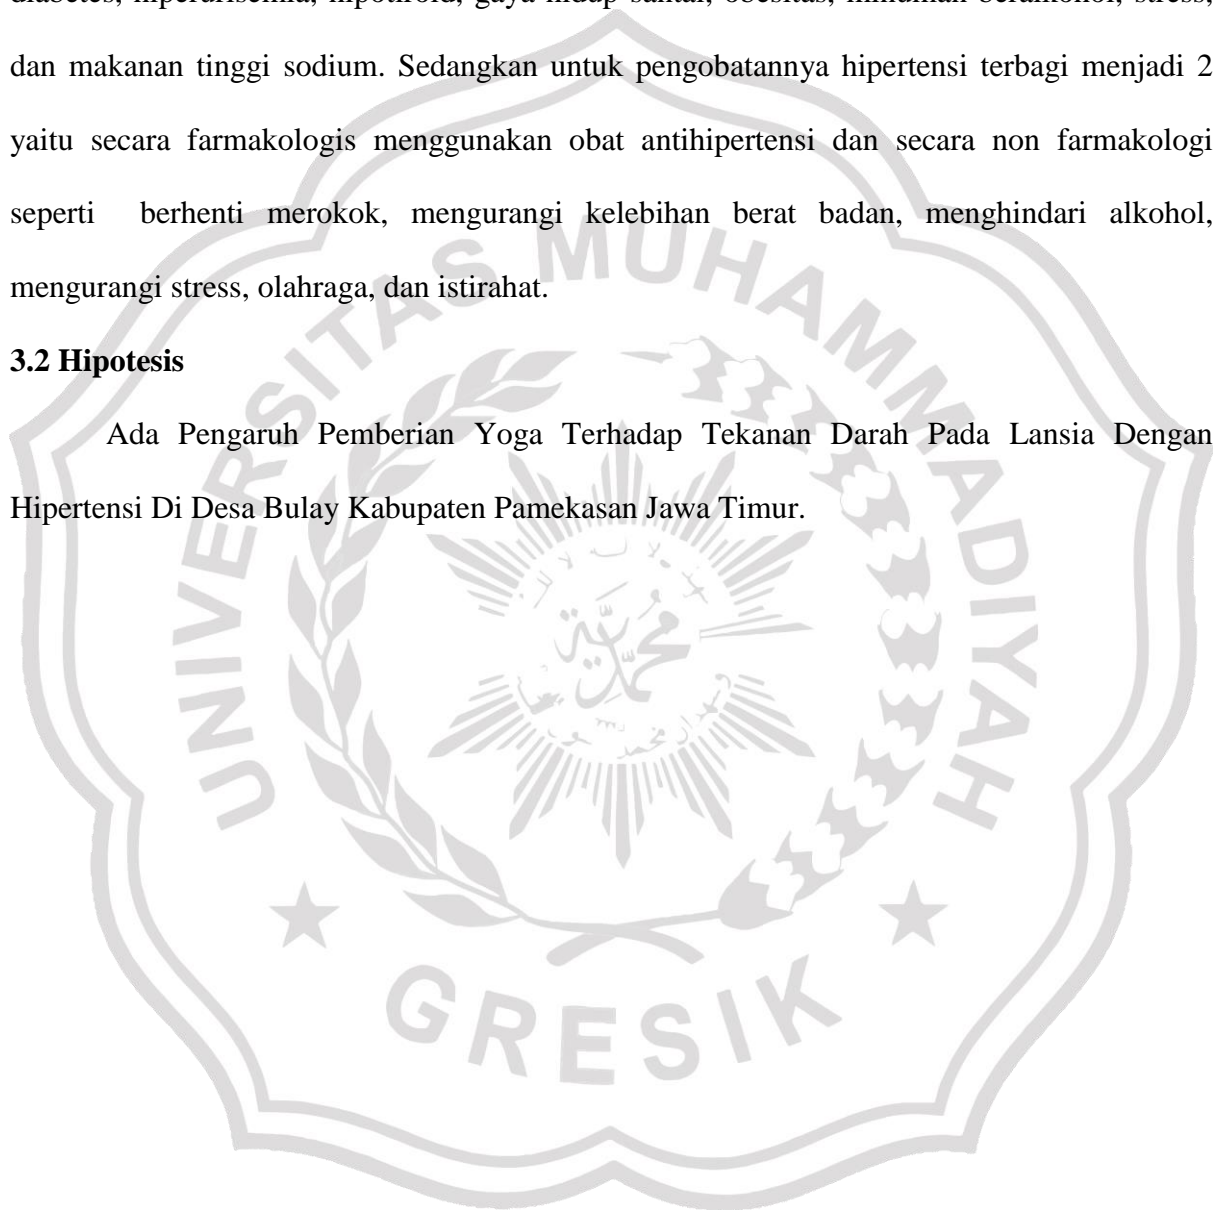 diabetes, hiperurisemia, hipotiroid, gaya hidup santai, obesitas, minuman beralkohol, stress,
dan makanan tinggi sodium. Sedangkan untuk pengobatannya hipertensi terbagi menjadi 2
yaitu secara farmakologis menggunakan obat antihipertensi dan secara non farmakologi
seperti berhenti merokok, mengurangi kelebihan berat badan, menghindari alkohol,
mengurangi stress, olahraga, dan istirahat.
3.2 Hipotesis
Ada Pengaruh Pemberian Yoga Terhadap Tekanan Darah Pada Lansia Dengan
Hipertensi Di Desa Bulay Kabupaten Pamekasan Jawa Timur.
UNIVERSITAS MUHAMMADIYAH
GRESIK